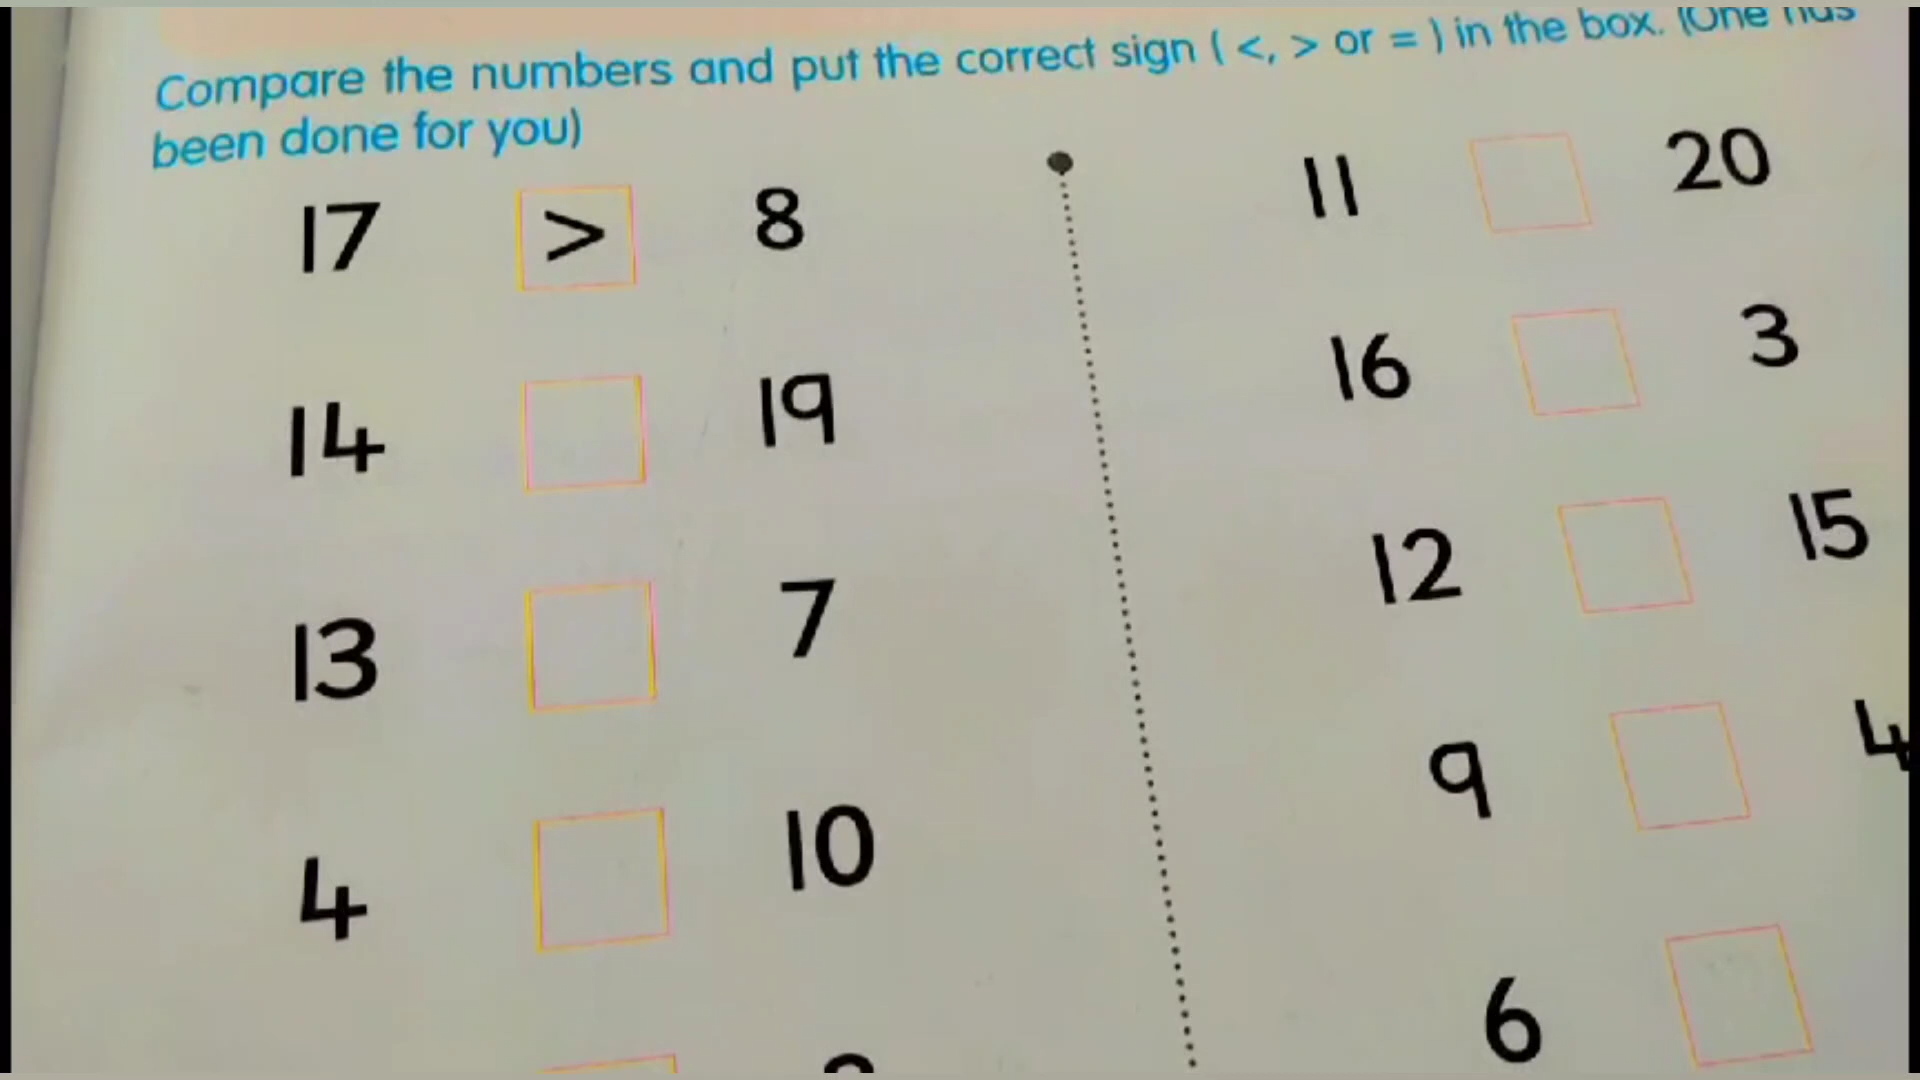 Compare the numbers and put the correct sign ( <, > or = ) in the box. (One has
been done for you)
17 > 8
14 19
13 7
4 10
11 20
16 3
12 15
9 4
6